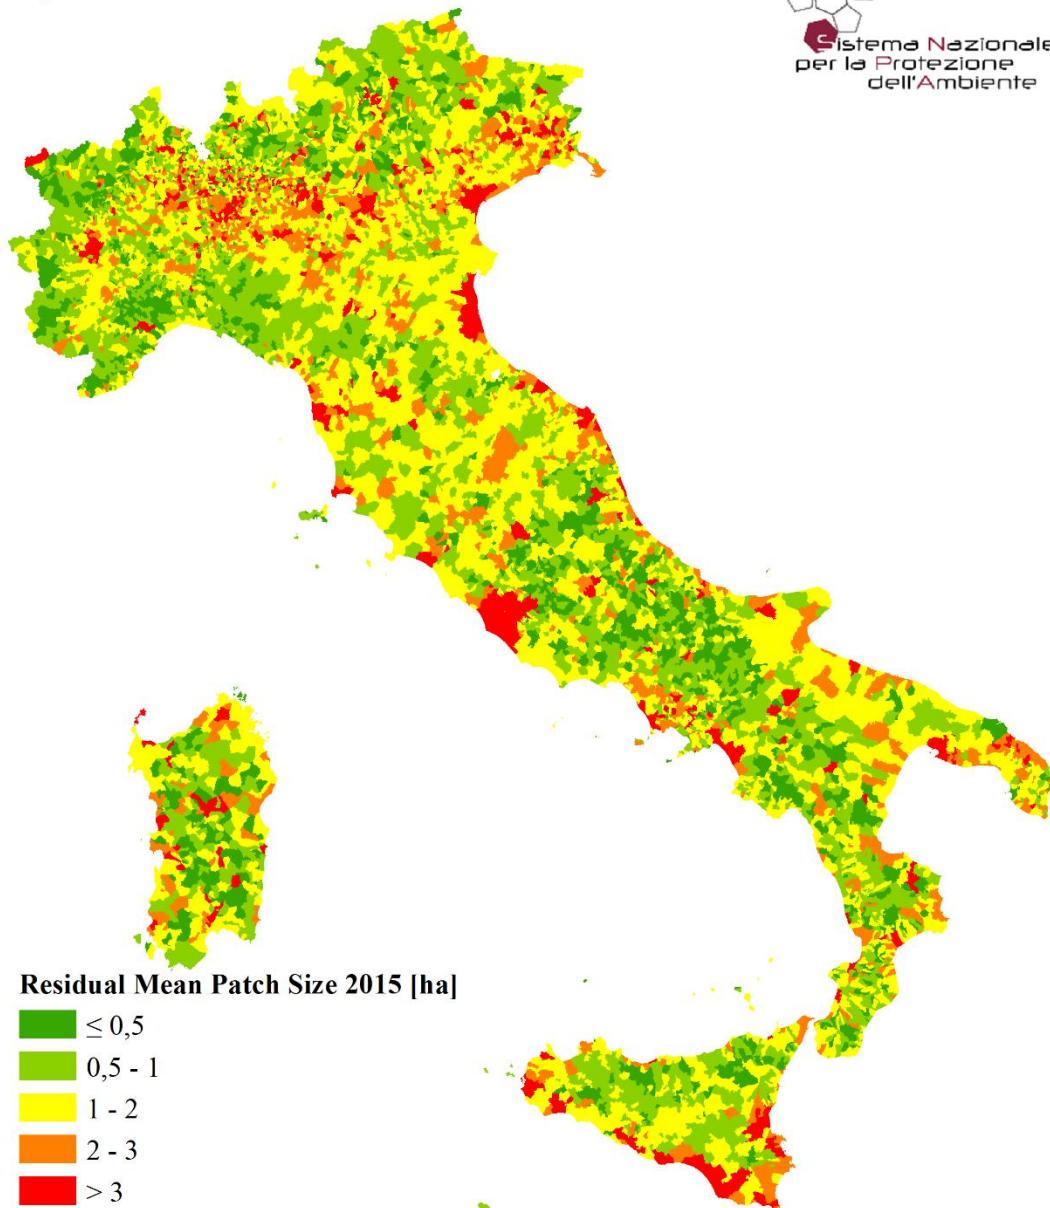 Sistema Nazionale
per la Protezione
dell'Ambiente
Residual Mean Patch Size 2015 [ha]
≤ 0,5
0,5 - 1
1 - 2
2 - 3
> 3